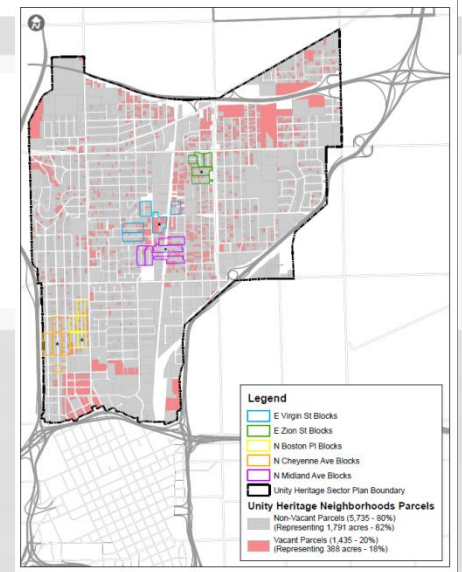 N
Legend
E Virgin St Blocks
E Zion St Blocks
N Boston Pl Blocks
N Cheyenne Ave Blocks
N Midland Ave Blocks
Unity Heritage Sector Plan Boundary
Unity Heritage Neighborhoods Parcels
Non-Vacant Parcels (5,735 - 80%)
(Representing 1,791 acres - 82%)
Vacant Parcels (1,435 - 20%)
(Representing 388 acres - 18%)